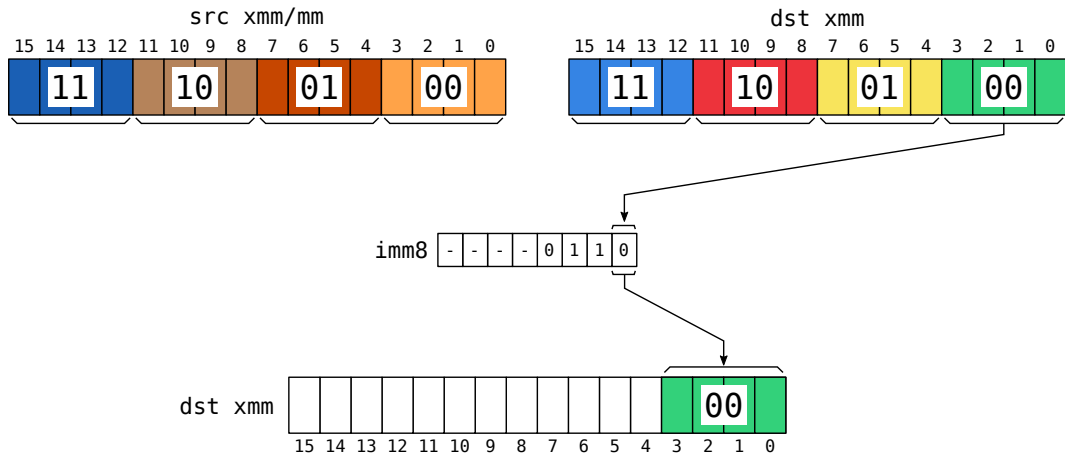 src xmm/mm dst xmm
15 14 13 12 11 10 9 8 7 6 5 4 3 2 1 0 15 14 13 12 11 10 9 8 7 6 5 4 3 2 1 0
11 10 01 00 11 10 01 00
imm8 - - - - 0 1 1 0
dst xmm 00
15 14 13 12 11 10 9 8 7 6 5 4 3 2 1 0